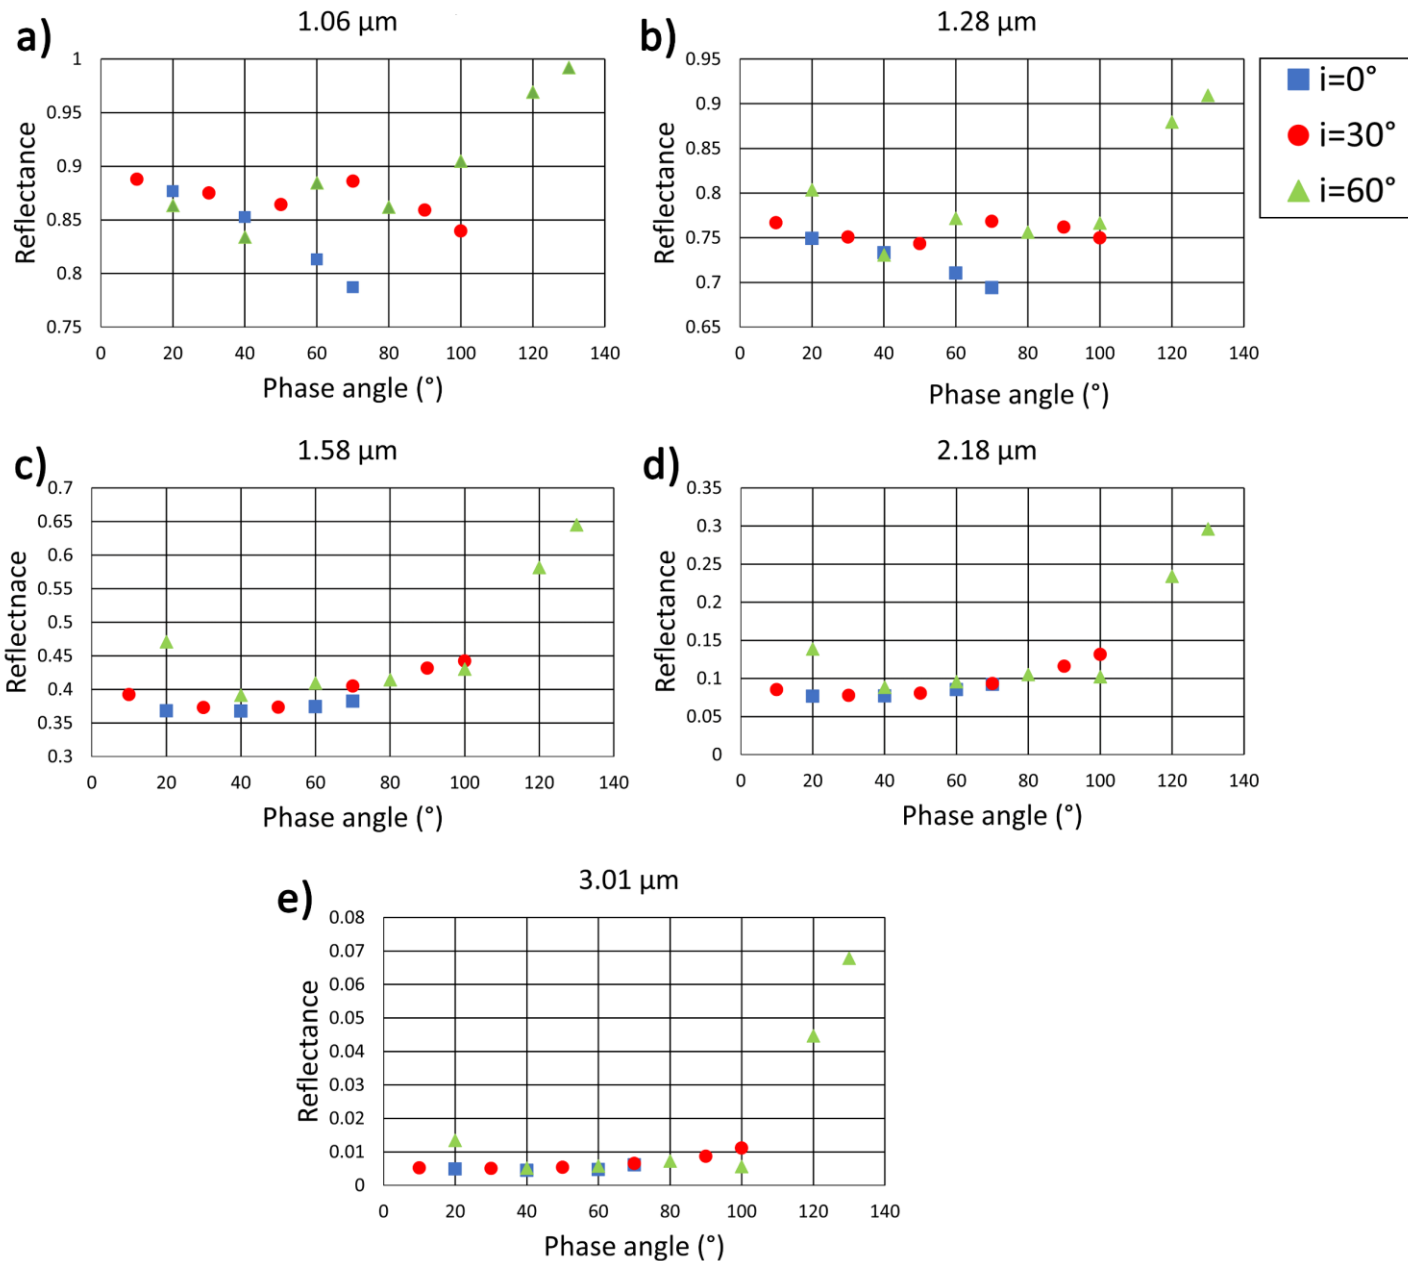 a)
1.06 µm
1
0.95
0.9
0.85
0.8
0.75
Reflectance
0 20 40 60 80 100 120 140
Phase angle (°)
b)
1.28 µm
0.95
0.9
0.85
0.8
0.75
0.7
0.65
Reflectance
0 20 40 60 80 100 120 140
Phase angle (°)
i=0°
i=30°
i=60°
c)
1.58 µm
0.7
0.65
0.6
0.55
0.5
0.45
0.4
0.35
0.3
Reflectnace
0 20 40 60 80 100 120 140
Phase angle (°)
d)
2.18 µm
0.35
0.3
0.25
0.2
0.15
0.1
0.05
0
Reflectance
0 20 40 60 80 100 120 140
Phase angle (°)
e)
3.01 µm
0.08
0.07
0.06
0.05
0.04
0.03
0.02
0.01
0
Reflectance
0 20 40 60 80 100 120 140
Phase angle (°)